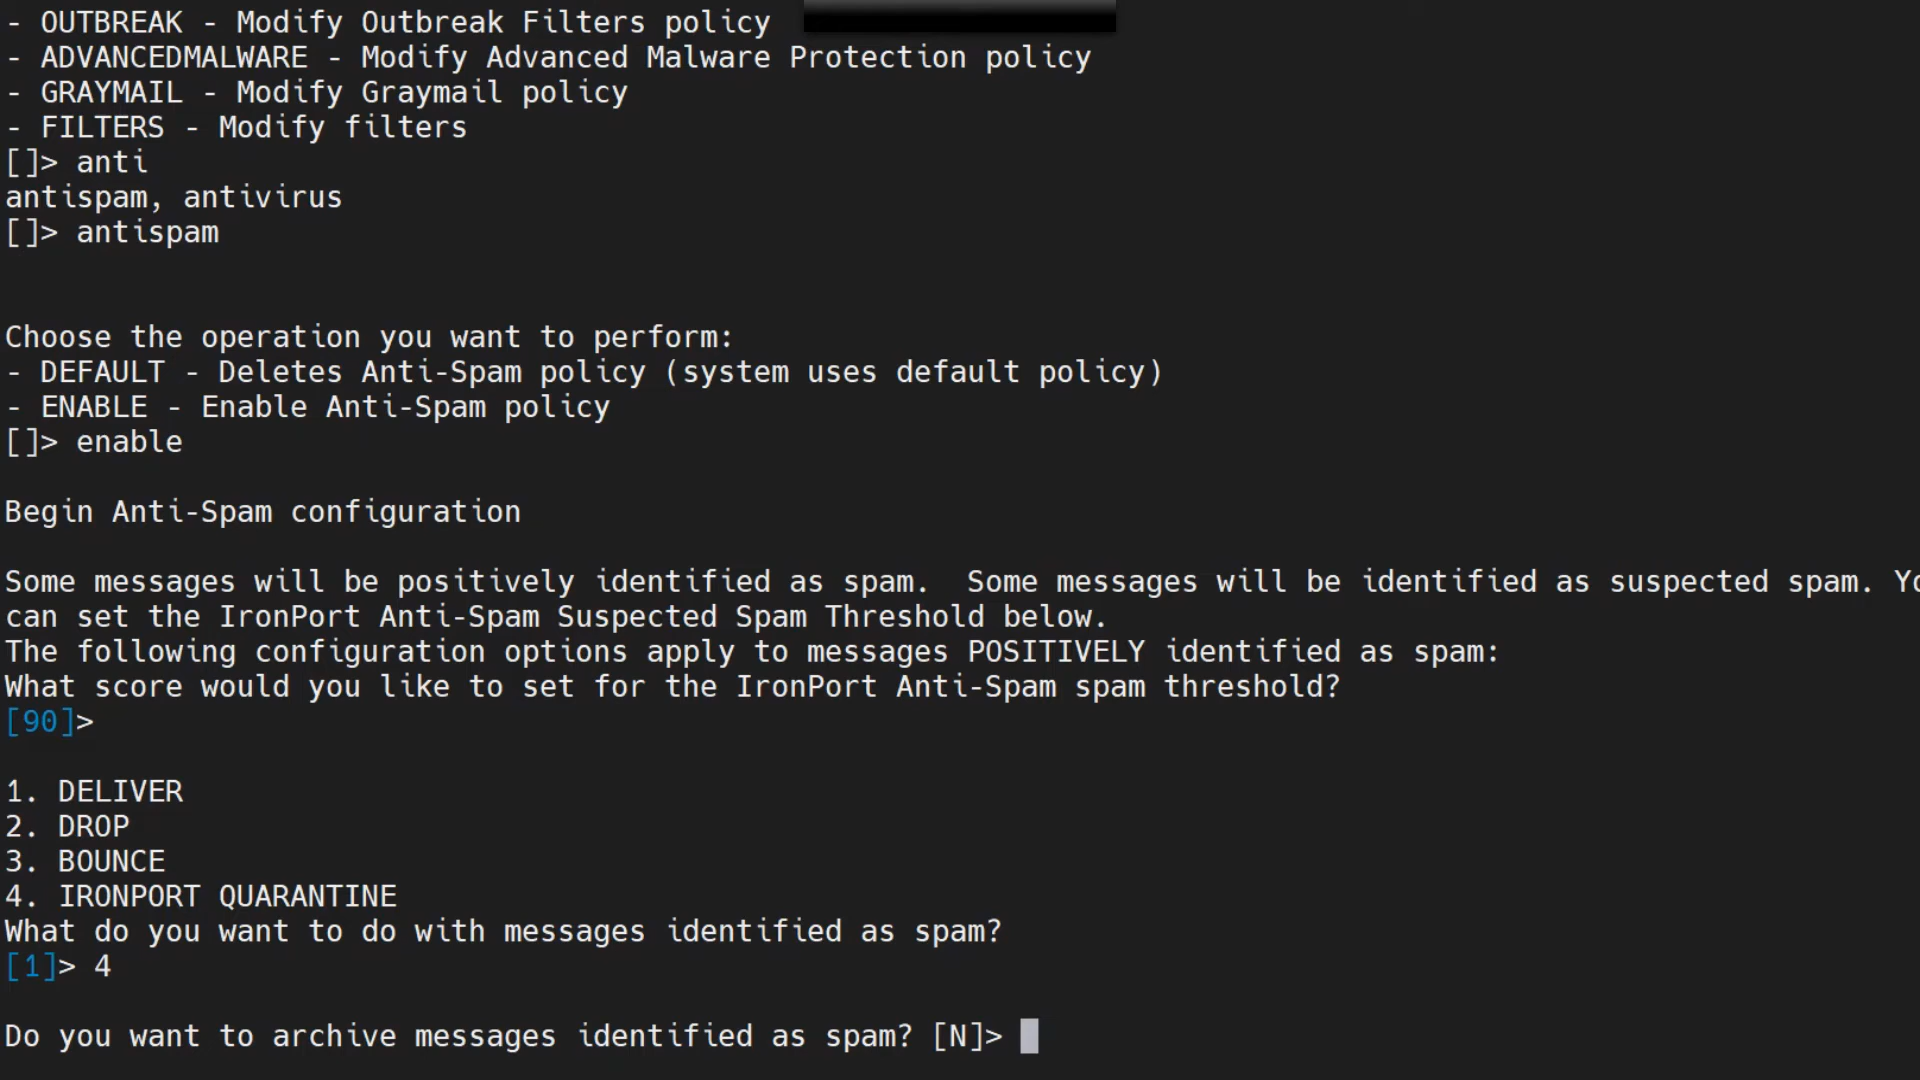 - OUTBREAK - Modify Outbreak Filters policy
- ADVANCEDMALWARE - Modify Advanced Malware Protection policy
- GRAYMAIL - Modify Graymail policy
- FILTERS - Modify filters
[]> anti
antispam, antivirus
[]> antispam
Choose the operation you want to perform:
- DEFAULT - Deletes Anti-Spam policy (system uses default policy)
- ENABLE - Enable Anti-Spam policy
[]> enable
Begin Anti-Spam configuration
Some messages will be positively identified as spam.  Some messages will be identified as suspected spam.
can set the IronPort Anti-Spam Suspected Spam Threshold below.
The following configuration options apply to messages POSITIVELY identified as spam:
What score would you like to set for the IronPort Anti-Spam spam threshold?
[90]>
1. DELIVER
2. DROP
3. BOUNCE
4. IRONPORT QUARANTINE
What do you want to do with messages identified as spam?
[1]> 4
Do you want to archive messages identified as spam? [N]>